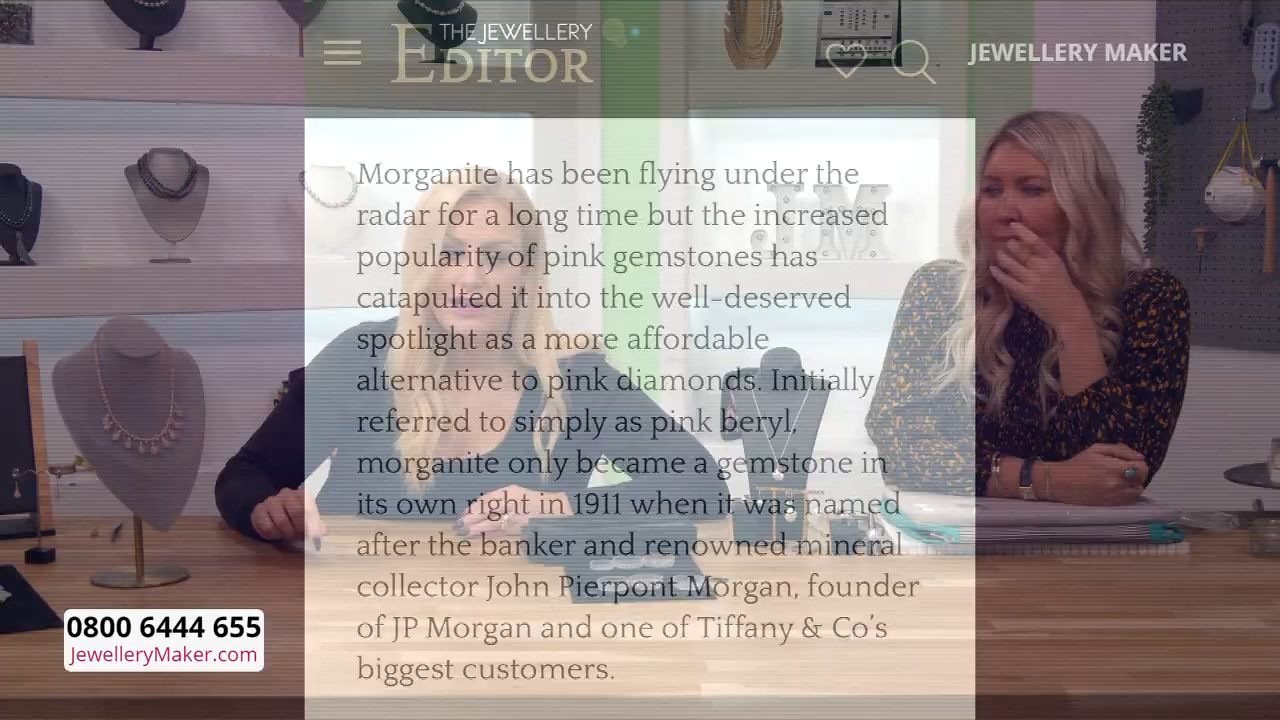 THE JEWELLERY
EDITOR
JEWELLERY MAKER
JM
Morganite has been flying under the
radar for a long time but the increased
popularity of pink gemstones has
catapulted it into the well-deserved
spotlight as a more affordable
alternative to pink diamonds. Initially
referred to simply as pink beryl,
morganite only became a gemstone in
its own right in 1911 when it was named
after the banker and renowned mineral
collector John Pierpont Morgan, founder
of JP Morgan and one of Tiffany & Co’s
biggest customers.
0800 6444 655
JewelleryMaker.com